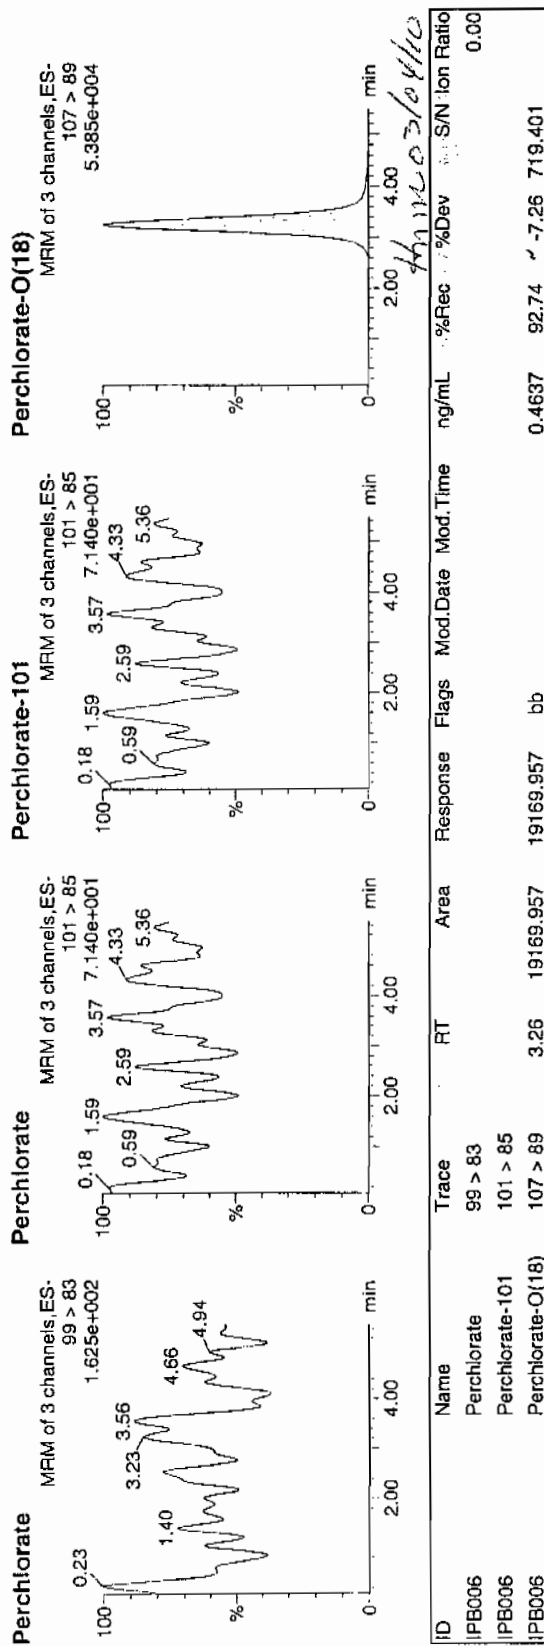 Perchlorate
MRM of 3 channels,ES-
99 > 83
1.625e+002
0.23
1.40
3.23
3.56
4.66
4.94
100
%
0
2.00
4.00
min
Perchlorate
MRM of 3 channels,ES-
101 > 85
7.140e+001
0.18
0.59
1.59
2.59
3.57
4.33
5.36
100
%
0
2.00
4.00
min
Perchlorate-101
MRM of 3 channels,ES-
101 > 85
7.140e+001
0.18
0.59
1.59
2.59
3.57
4.33
5.36
100
%
0
2.00
4.00
min
Perchlorate-O(18)
MRM of 3 channels,ES-
107 > 89
5.385e+004
100
%
0
2.00
4.00
min
03/04/10
ID Name Trace RT Area Response Flags Mod.Date Mod.Time ng/mL %Rec %Dev S/N Ion Ratio
IPB006 Perchlorate 99 > 83 0.00
IPB006 Perchlorate-101 101 > 85
IPB006 Perchlorate-O(18) 107 > 89 3.26 19169.957 19169.957 bb 0.4637 92.74 -7.26 719.401